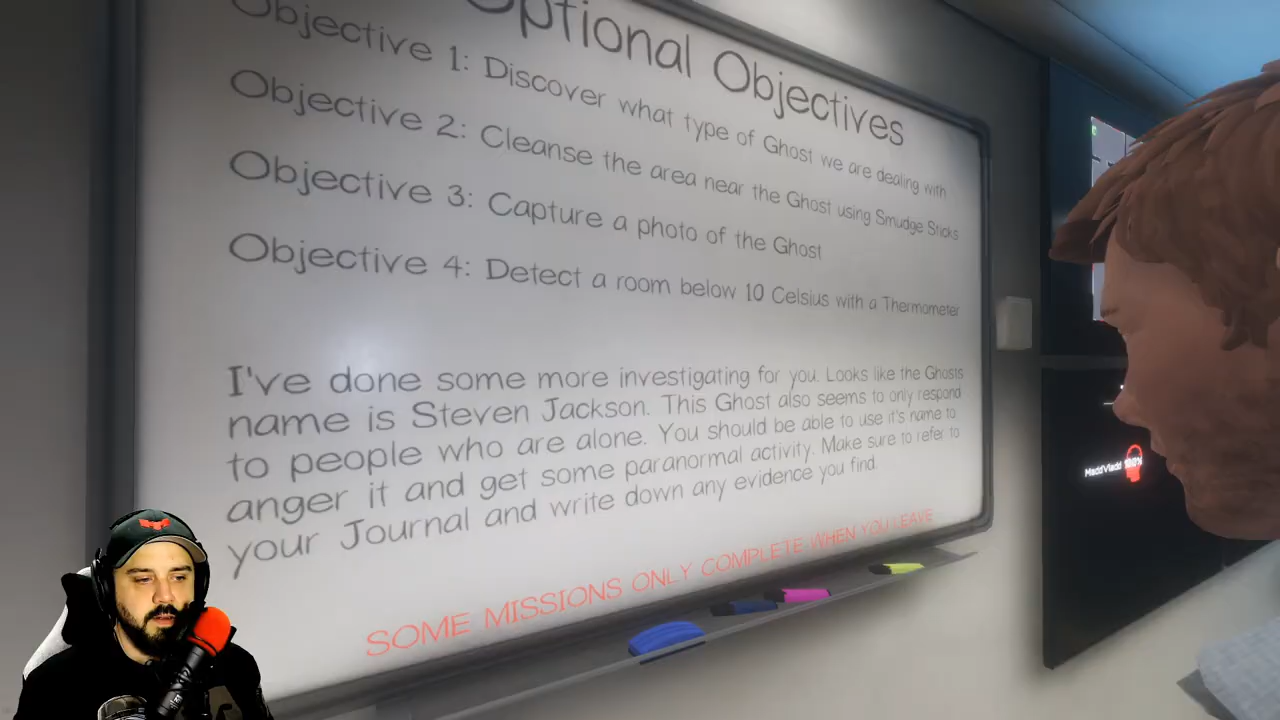 Optional Objectives
Objective 1: Discover what type of Ghost we are dealing with
Objective 2: Cleanse the area near the Ghost using Smudge Sticks
Objective 3: Capture a photo of the Ghost
Objective 4: Detect a room below 10 Celsius with a Thermometer
I've done some more investigating for you. Looks like the Ghosts
name is Steven Jackson. This Ghost also seems to only respond
to people who are alone. You should be able to use it's name to
anger it and get some paranormal activity. Make sure to refer to
your Journal and write down any evidence you find.
SOME MISSIONS ONLY COMPLETE WHEN YOU LEAVE
MaddVladd 100%